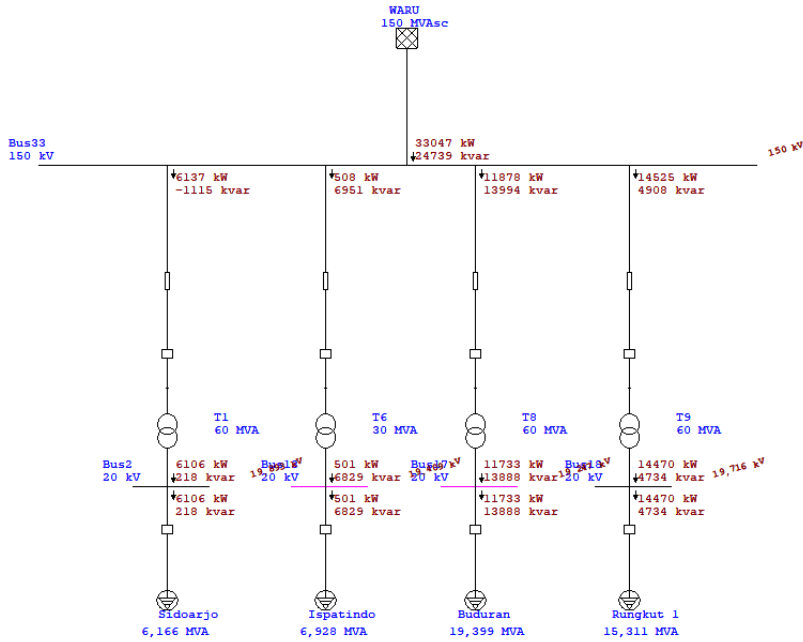 WARU
150 MVAsc
Bus33
150 kV
33047 kW
24739 kvar
150 kV
6137 kW
-1115 kvar
508 kW
6951 kvar
11878 kW
13994 kvar
14525 kW
4908 kvar
T1
60 MVA
T6
30 MVA
T8
60 MVA
T9
60 MVA
Bus2
20 kV
6106 kW
218 kvar
20 kV
501 kW
6829 kvar
Bus17
20 kV
11733 kW
13888 kvar
Bus18
20 kV
14470 kW
4734 kvar
19,716 kV
6106 kW
218 kvar
501 kW
6829 kvar
11733 kW
13888 kvar
14470 kW
4734 kvar
Sidoarjo
6,166 MVA
Ispatindo
6,928 MVA
Buduran
19,399 MVA
Rungkut 1
15,311 MVA